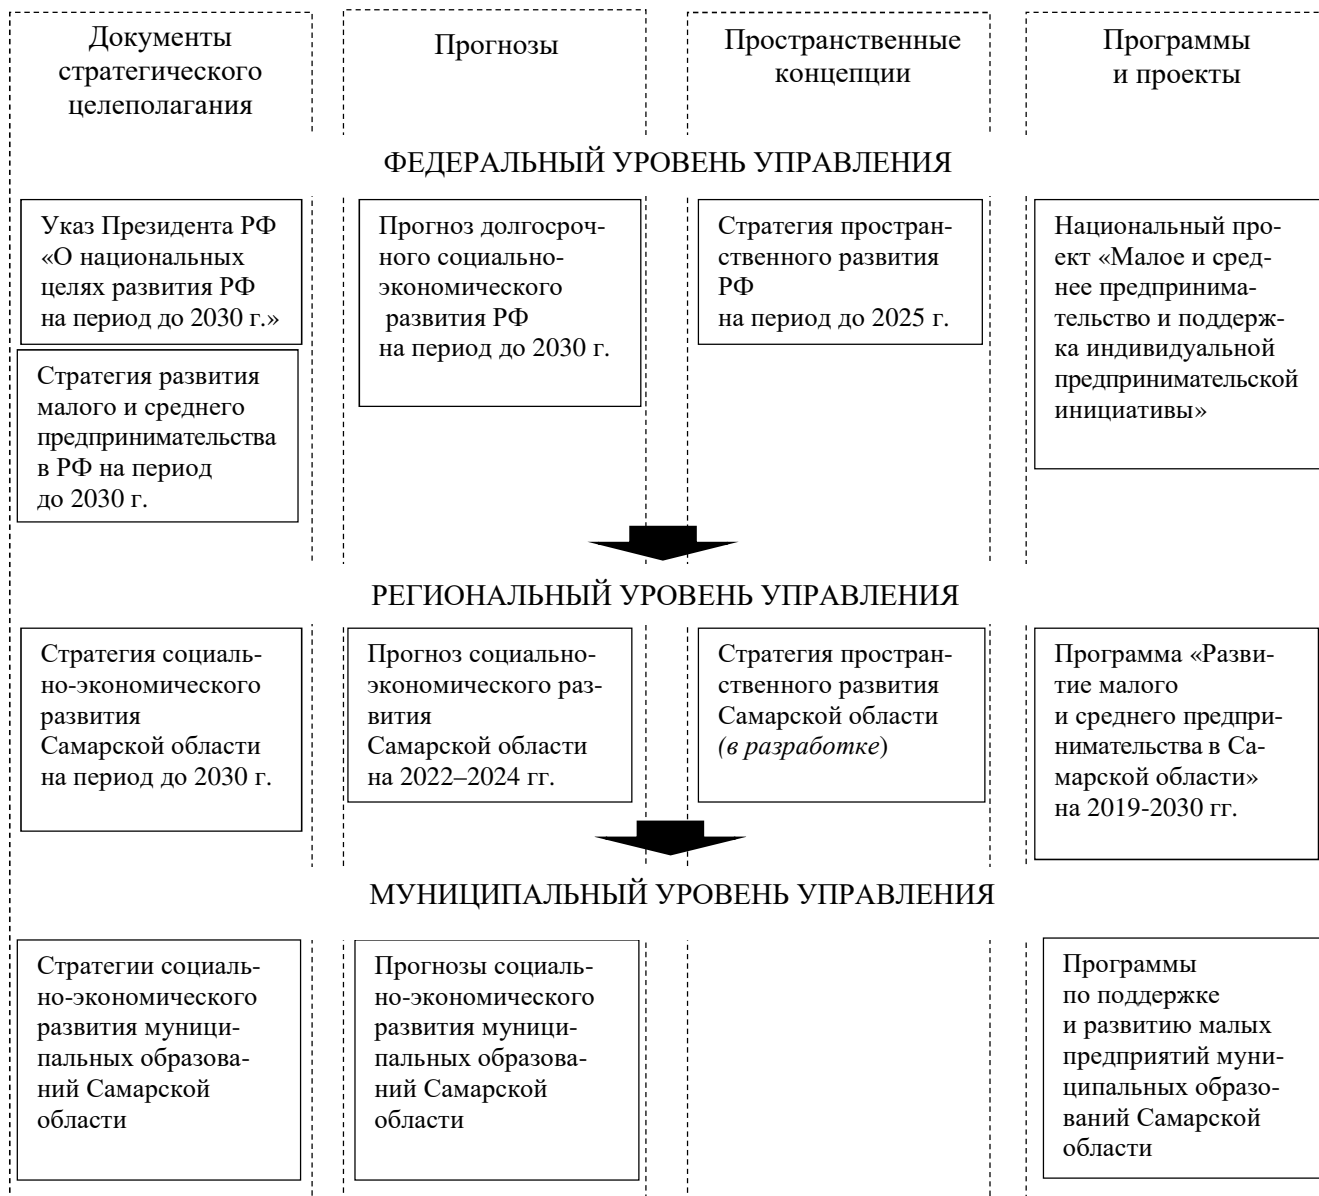 Документы
стратегического
целеполагания
Прогнозы
Пространственные
концепции
Программы
и проекты
ФЕДЕРАЛЬНЫЙ УРОВЕНЬ УПРАВЛЕНИЯ
Указ Президента РФ
«О национальных
целях развития РФ
на период до 2030 г.»
Стратегия развития
малого и среднего
предпринимательства
в РФ на период
до 2030 г.
Прогноз долгосроч-
ного социально-
экономического
развития РФ
на период до 2030 г.
Стратегия простран-
ственного развития
РФ
на период до 2025 г.
Национальный про-
ект «Малое и сред-
нее предпринима-
тельство и поддерж-
ка индивидуальной
предпринимательской
инициативы»
РЕГИОНАЛЬНЫЙ УРОВЕНЬ УПРАВЛЕНИЯ
Стратегия социаль-
но-экономического
развития
Самарской области
на период до 2030 г.
Прогноз социально-
экономического раз-
вития
Самарской области
на 2022–2024 гг.
Стратегия простран-
ственного развития
Самарской области
(в разработке)
Программа «Разви-
тие малого
и среднего предпри-
нимательства в Са-
марской области»
на 2019-2030 гг.
МУНИЦИПАЛЬНЫЙ УРОВЕНЬ УПРАВЛЕНИЯ
Стратегии социаль-
но-экономического
развития муници-
пальных образова-
ний Самарской
области
Прогнозы социаль-
но-экономического
развития муници-
пальных образова-
ний Самарской
области
Программы
по поддержке
и развитию малых
предприятий муни-
ципальных образо-
ваний Самарской
области